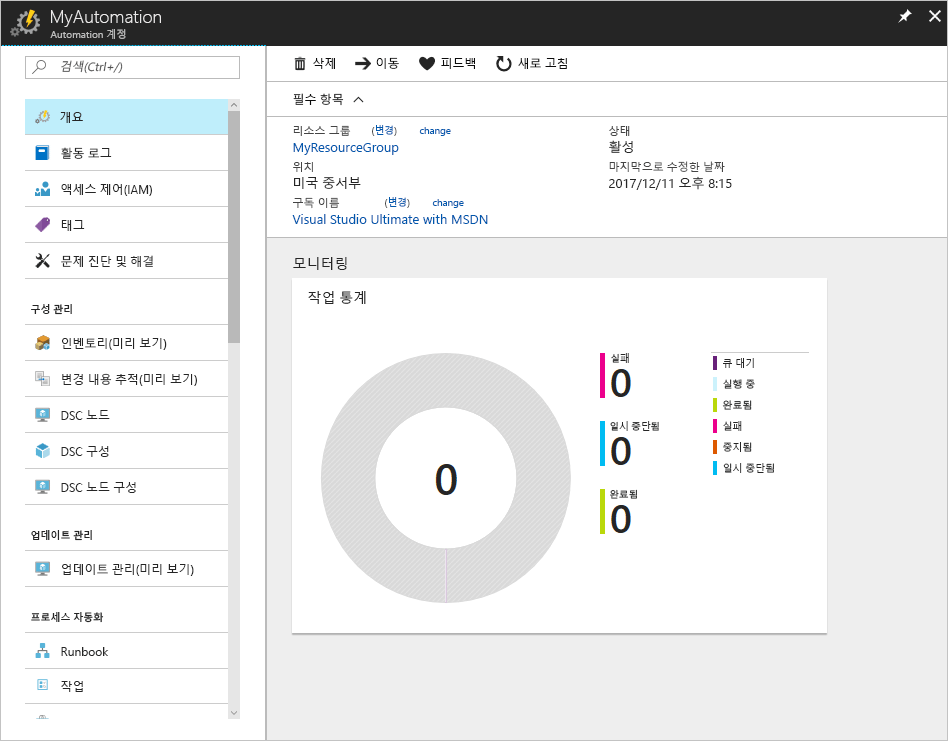 MyAutomation
Automation 계정
검색(Ctrl+/)
개요
활동 로그
액세스 제어(IAM)
태그
문제 진단 및 해결
구성 관리
인벤토리(미리 보기)
변경 내용 추적(미리 보기)
DSC 노드
DSC 구성
DSC 노드 구성
업데이트 관리
업데이트 관리(미리 보기)
프로세스 자동화
Runbook
작업
삭제 이동 피드백 새로 고침
필수 항목
리소스 그룹 (변경) change
MyResourceGroup
위치
미국 중서부
구독 이름 (변경) change
Visual Studio Ultimate with MSDN
상태
활성
마지막으로 수정한 날짜
2017/12/11 오후 8:15
모니터링
작업 통계
0
실패
0
일시 중단됨
0
완료됨
0
큐 대기
실행 중
완료됨
실패
중지됨
일시 중단됨